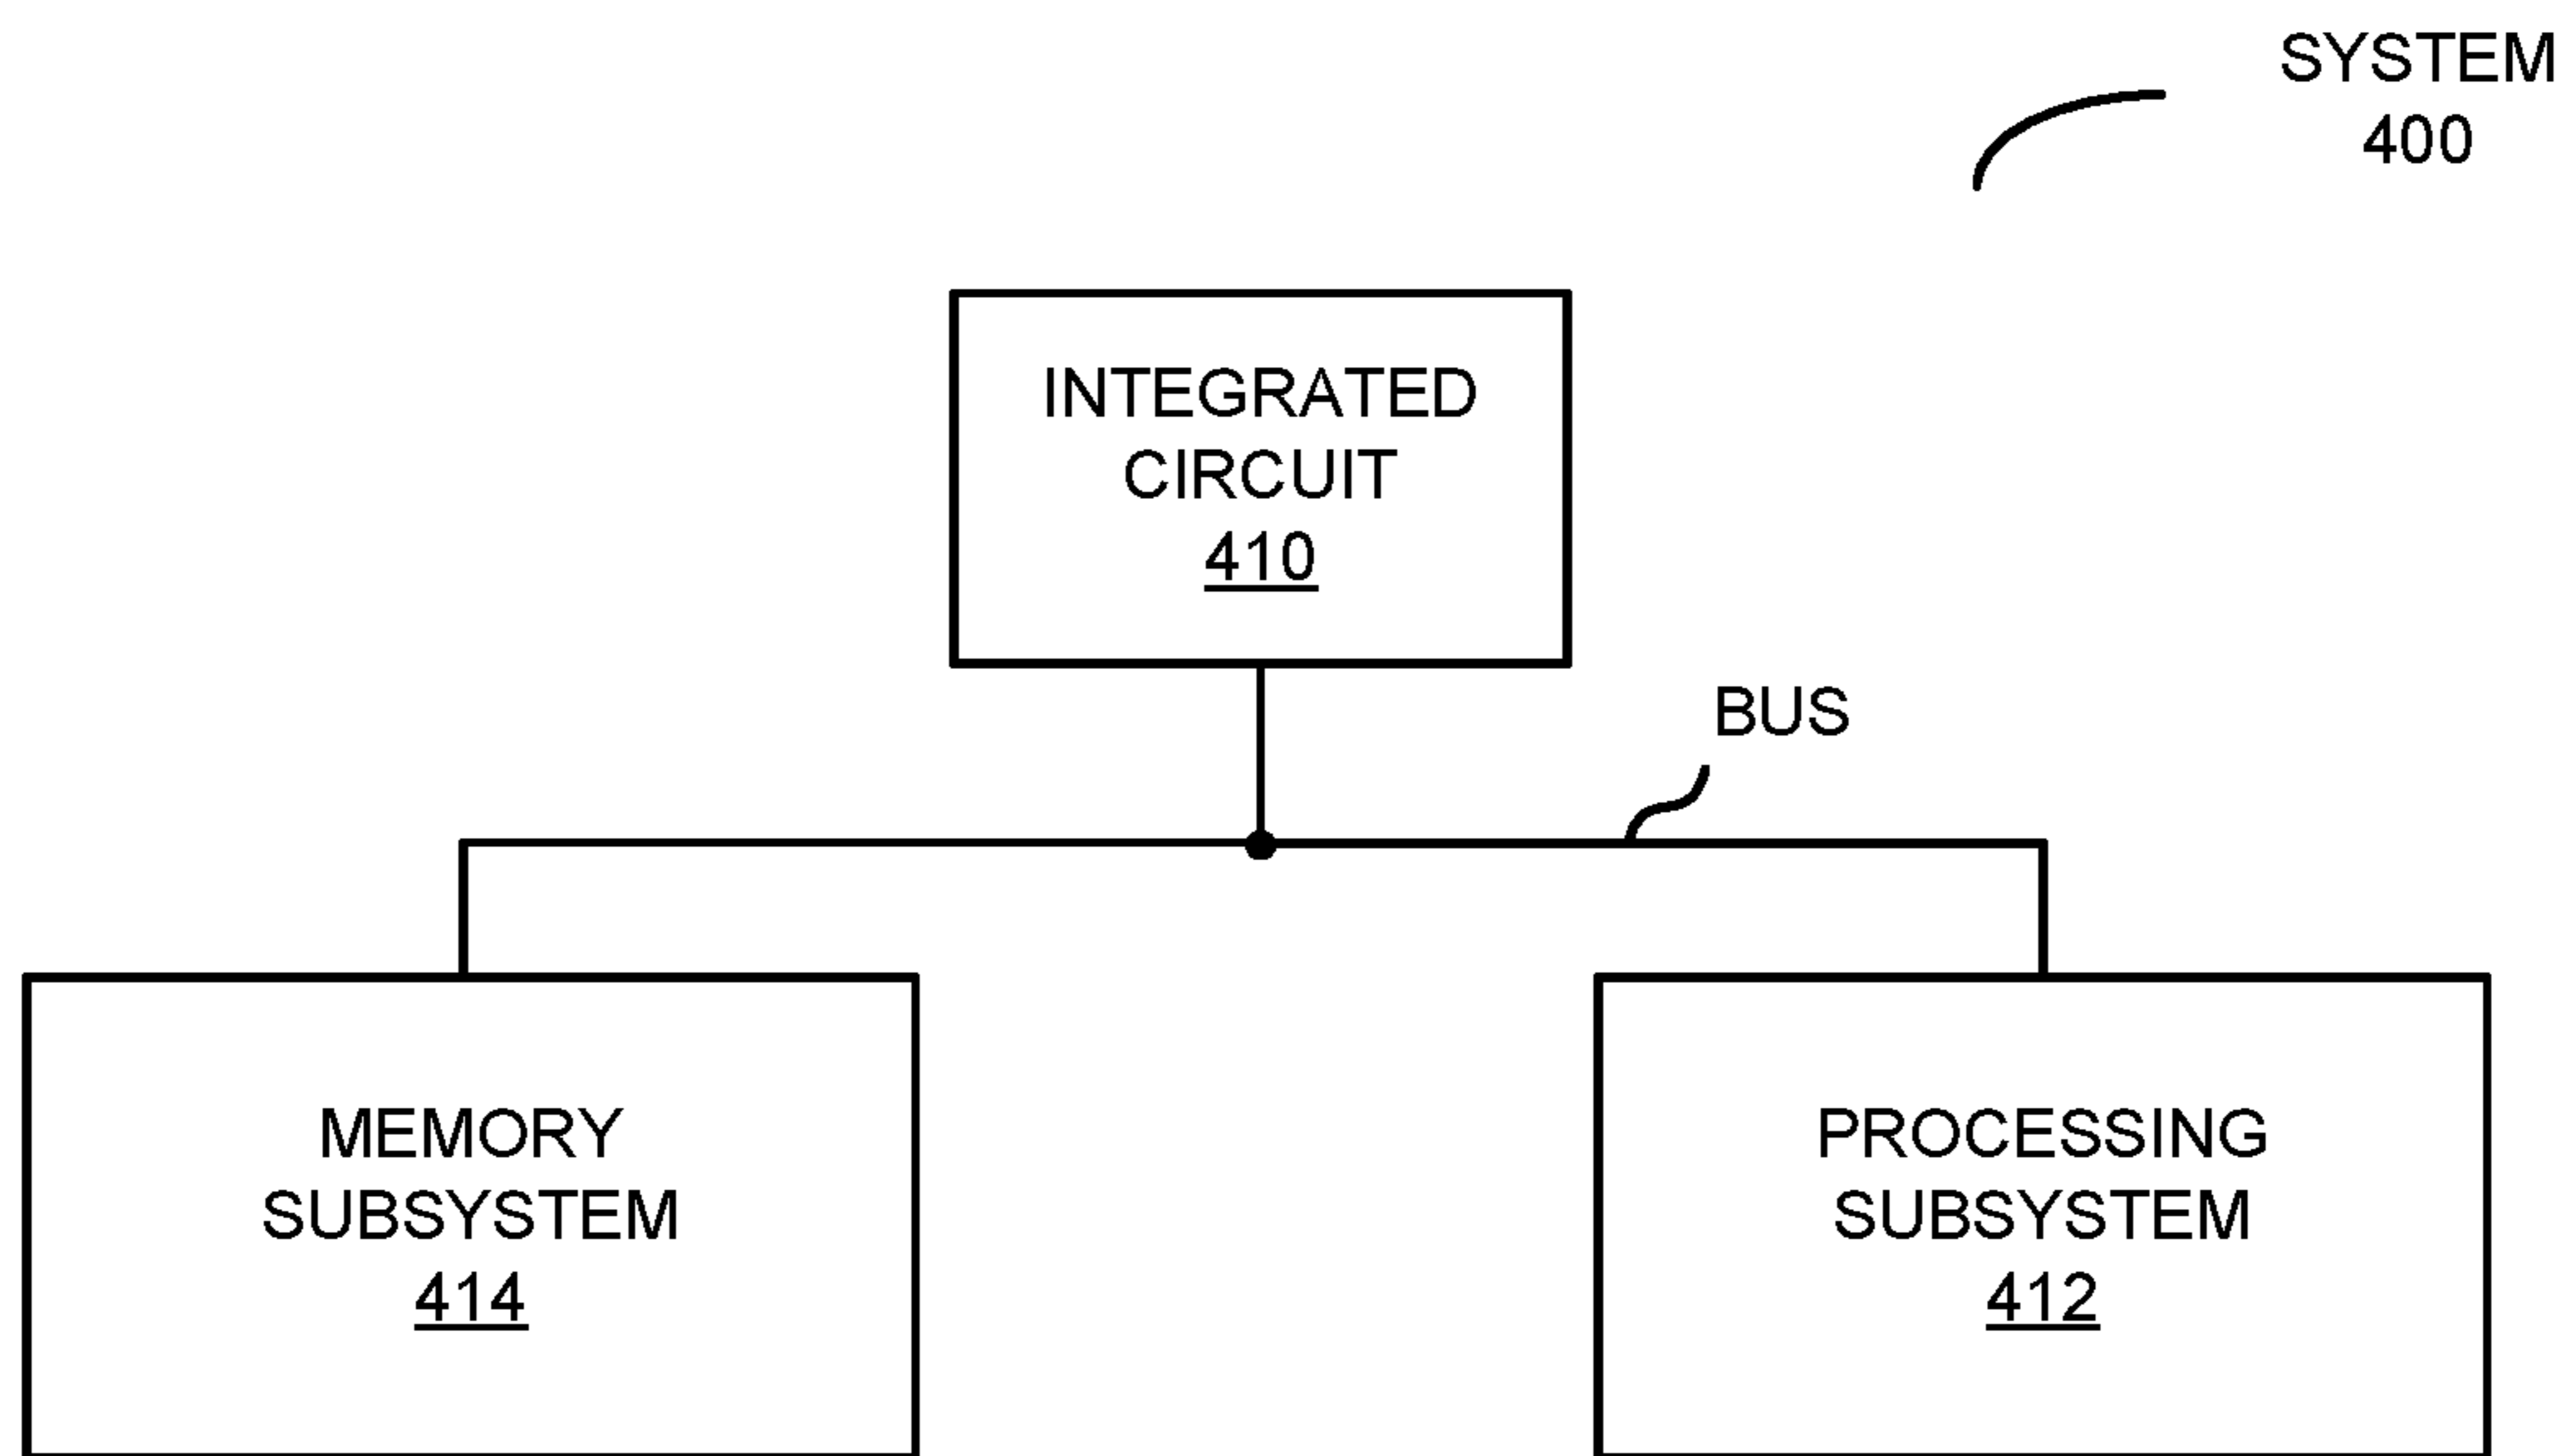 SYSTEM
400
INTEGRATED
CIRCUIT
410
BUS
MEMORY
SUBSYSTEM
414
PROCESSING
SUBSYSTEM
412